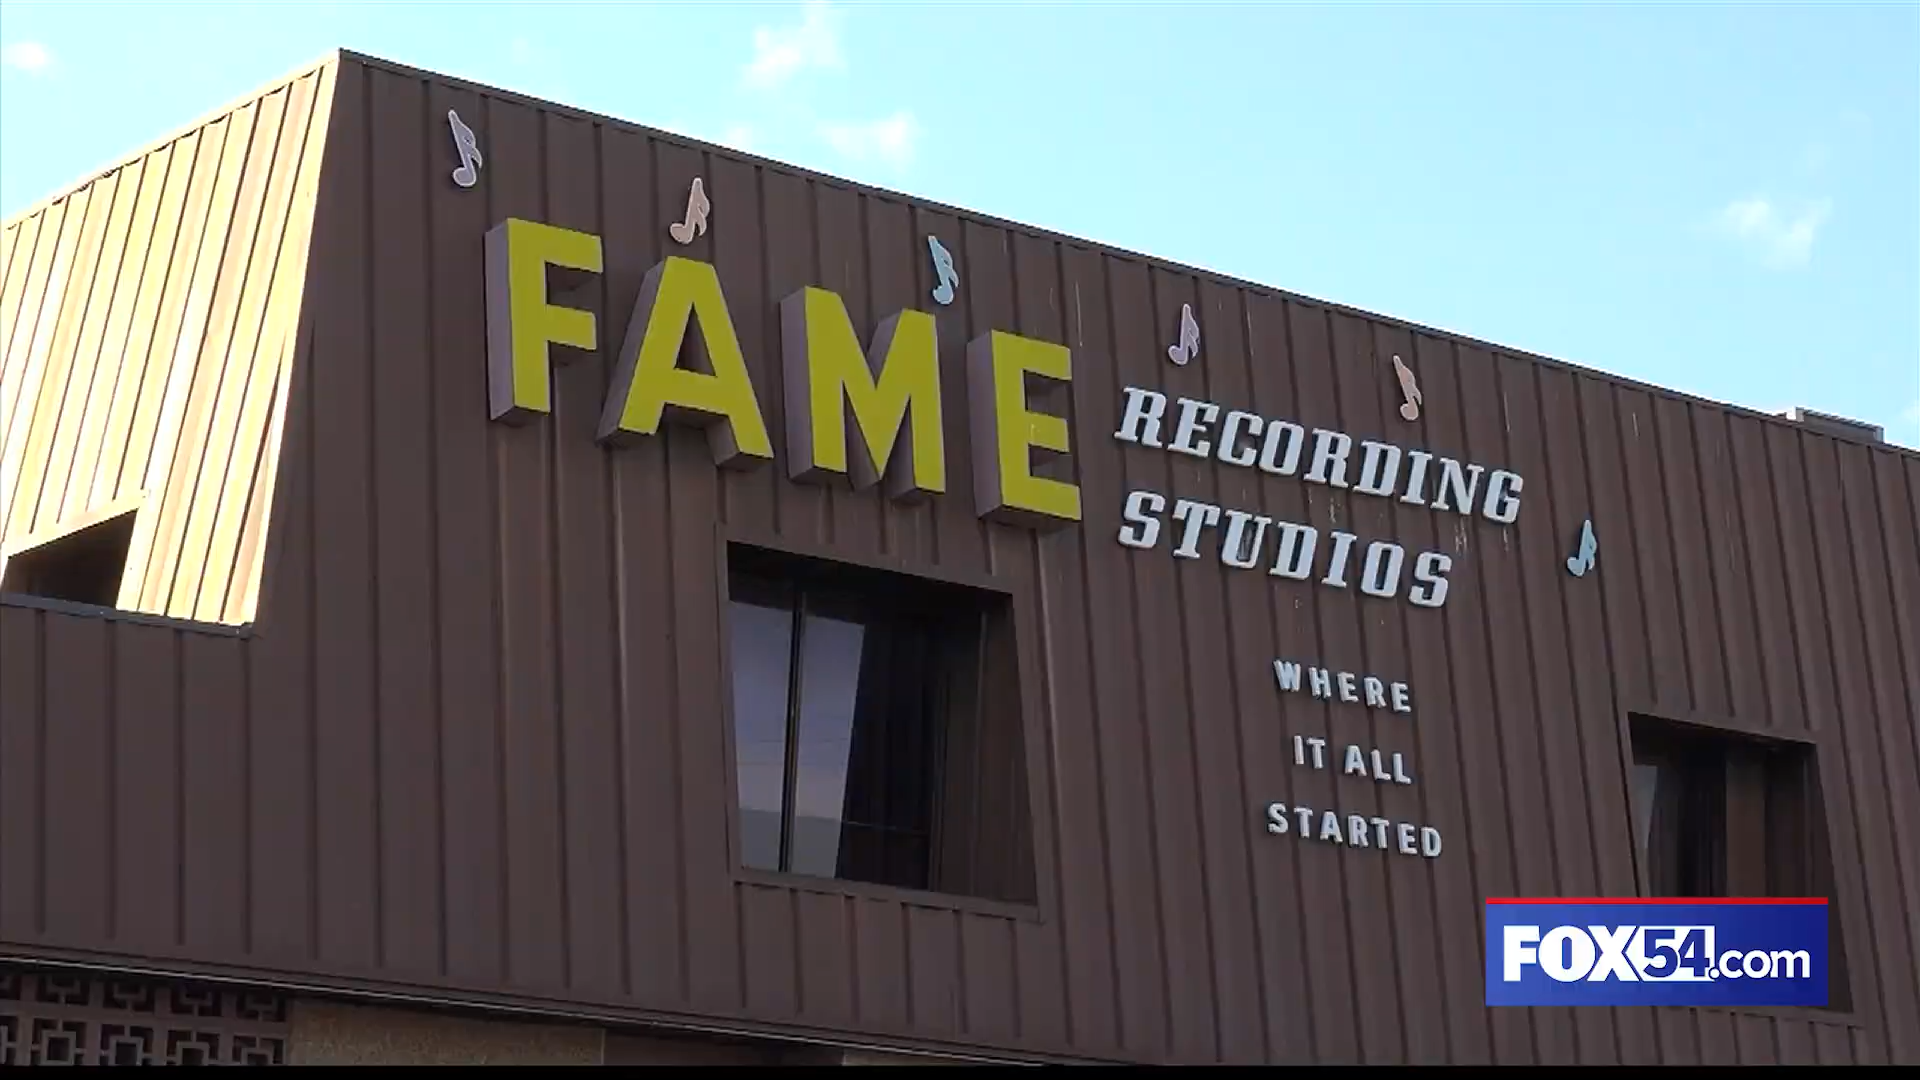 FAME
RECORDING
STUDIOS
WHERE
IT ALL
STARTED
FOX54.com